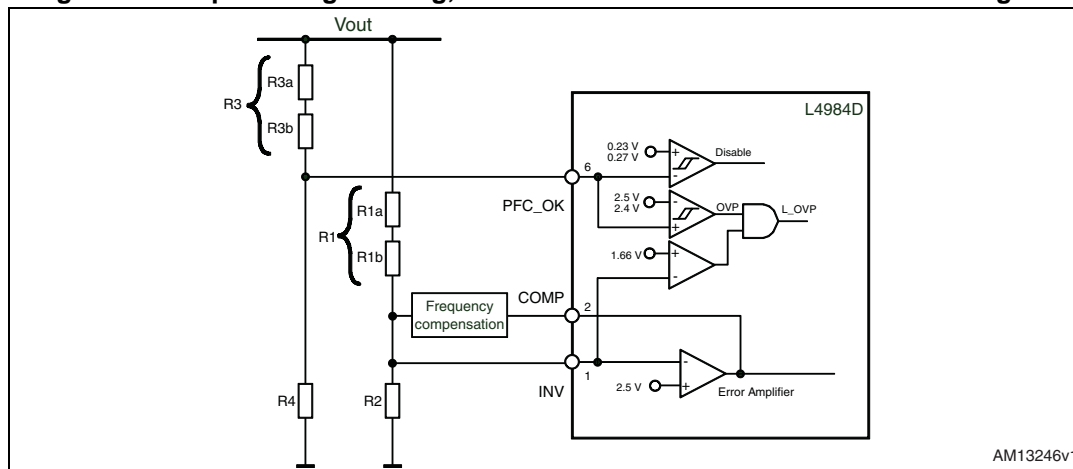 Vout
R3a
R3
R3b
L4984D
0.23 V
0.27 V
+
-
Disable
6
PFC_OK
2.5 V
2.4 V
-
+
OVP
L_OVP
R1a
R1
R1b
1.66 V
+
-
COMP
2
Frequency
compensation
1
INV
-
2.5 V
+
Error Amplifier
R4
R2
AM13246v1